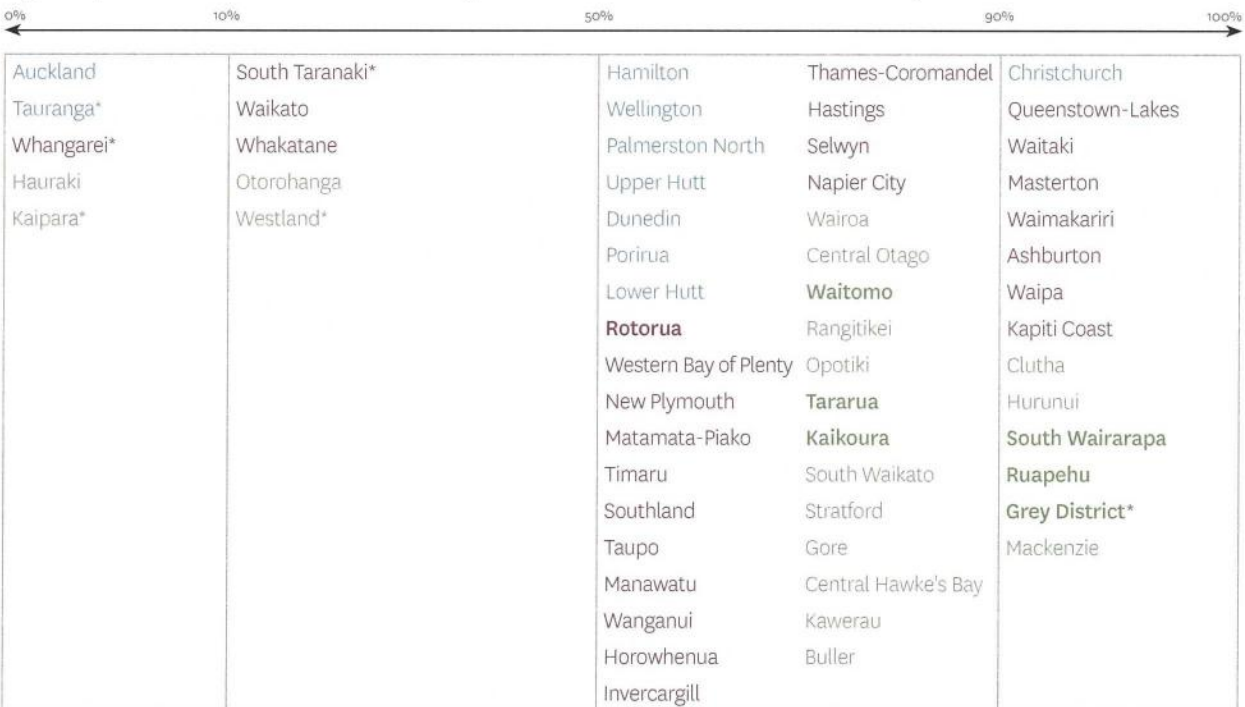 0% 10% 50% 90% 100%
Auckland South Taranaki* Hamilton Thames-Coromandel Christchurch
Tauranga* Waikato Wellington Hastings Queenstown-Lakes
Whangarei* Whakatane Palmerston North Selwyn Waitaki
Hauraki Otorohanga Upper Hutt Napier City Masterton
Kaipara* Westland* Dunedin Wairoa Waimakariri
Porirua Central Otago Ashburton
Lower Hutt Waitomo Waipa
Rotorua Rangitikei Kapiti Coast
Western Bay of Plenty Opotiki Clutha
New Plymouth Tararua Hurunui
Matamata-Piako Kaikoura South Wairarapa
Timaru South Waikato Ruapehu
Southland Stratford Grey District*
Taupo Gore Mackenzie
Manawatu Central Hawke's Bay
Wanganui Kawerau
Horowhenua Buller
Invercargill